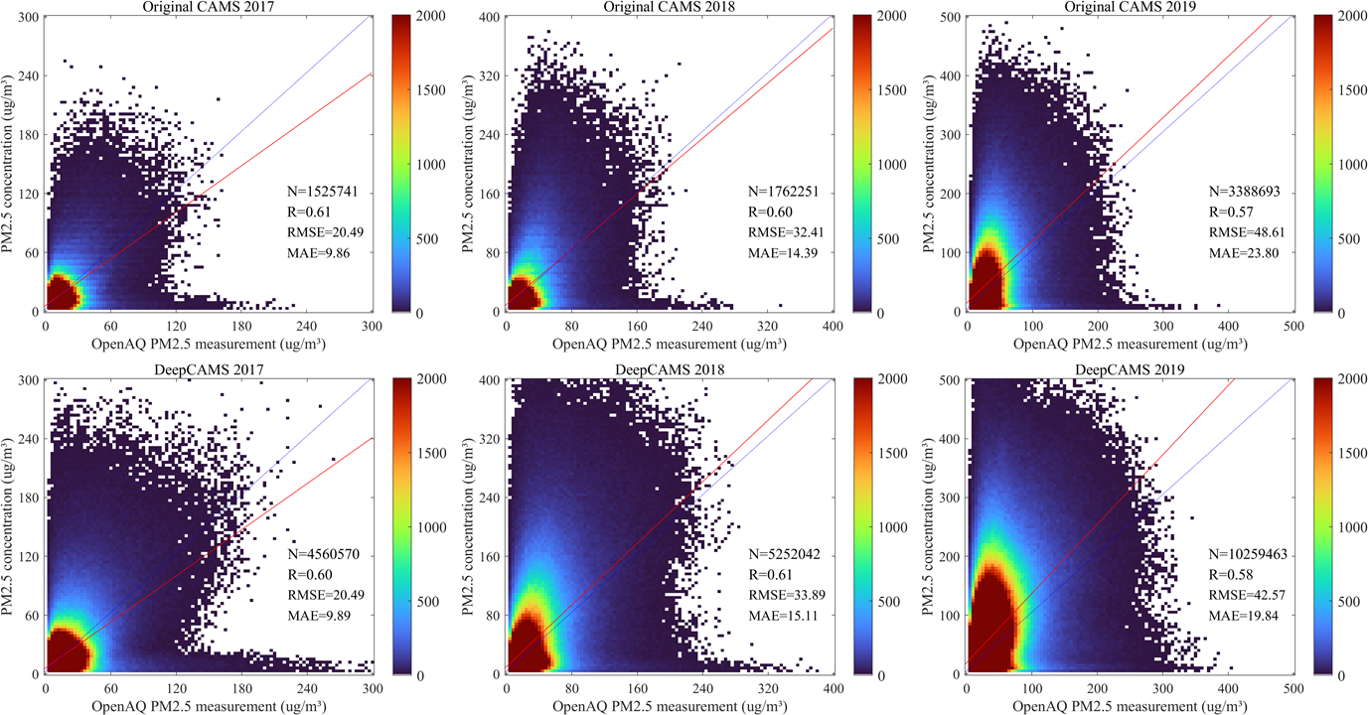 Original CAMS 2017
PM2.5 concentration (ug/m³)
300
240
180
120
60
0
0 60 120 180 240 300
OpenAQ PM2.5 measurement (ug/m³)
N=1525741
R=0.61
RMSE=20.49
MAE=9.86
2000
1500
1000
500
0
Original CAMS 2018
PM2.5 concentration (ug/m³)
400
320
240
160
80
0
0 80 160 240 320 400
OpenAQ PM2.5 measurement (ug/m³)
N=1762251
R=0.60
RMSE=32.41
MAE=14.39
2000
1500
1000
500
0
Original CAMS 2019
PM2.5 concentration (ug/m³)
500
400
300
200
100
0
0 100 200 300 400 500
OpenAQ PM2.5 measurement (ug/m³)
N=3388693
R=0.57
RMSE=48.61
MAE=23.80
2000
1500
1000
500
0
DeepCAMS 2017
PM2.5 concentration (ug/m³)
300
240
180
120
60
0
0 60 120 180 240 300
OpenAQ PM2.5 measurement (ug/m³)
N=4560570
R=0.60
RMSE=20.49
MAE=9.89
2000
1500
1000
500
0
DeepCAMS 2018
PM2.5 concentration (ug/m³)
400
320
240
160
80
0
0 80 160 240 320 400
OpenAQ PM2.5 measurement (ug/m³)
N=5252042
R=0.61
RMSE=33.89
MAE=15.11
2000
1500
1000
500
0
DeepCAMS 2019
PM2.5 concentration (ug/m³)
500
400
300
200
100
0
0 100 200 300 400 500
OpenAQ PM2.5 measurement (ug/m³)
N=10259463
R=0.58
RMSE=42.57
MAE=19.84
2000
1500
1000
500
0